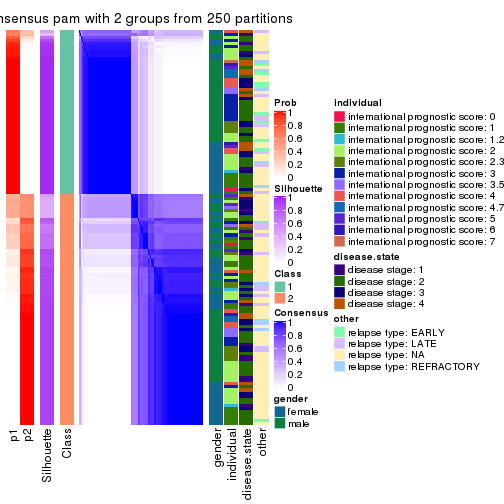 nsensus pam with 2 groups from 250 partitions
Prob
1
0.8
0.6
0.4
0.2
0
Silhouette
1
0.8
0.6
0.4
0.2
0
Class
1
2
Consensus
1
0.8
0.6
0.4
0.2
0
gender
female
male
individual
international prognostic score: 0
international prognostic score: 1
international prognostic score: 1.2
international prognostic score: 2
international prognostic score: 2.3
international prognostic score: 3
international prognostic score: 3.5
international prognostic score: 4
international prognostic score: 4.7
international prognostic score: 5
international prognostic score: 6
international prognostic score: 7
disease.state
disease stage: 1
disease stage: 2
disease stage: 3
disease stage: 4
other
relapse type: EARLY
relapse type: LATE
relapse type: NA
relapse type: REFRACTORY
p1
p2
Silhouette
Class
gender
individual
disease.state
other